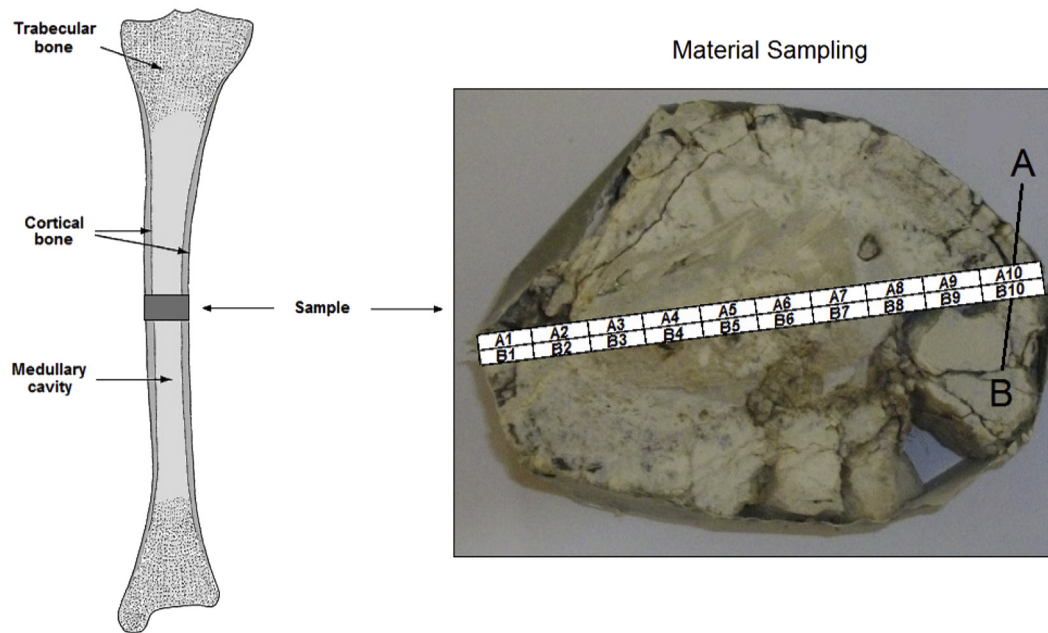 Trabecular
bone
Material Sampling
A
Cortical
bone
A1 A2 A3 A4 A5 A6 A7 A8 A9 A10
B1 B2 B3 B4 B5 B6 B7 B8 B9 B10
Sample
Medullary
cavity
B